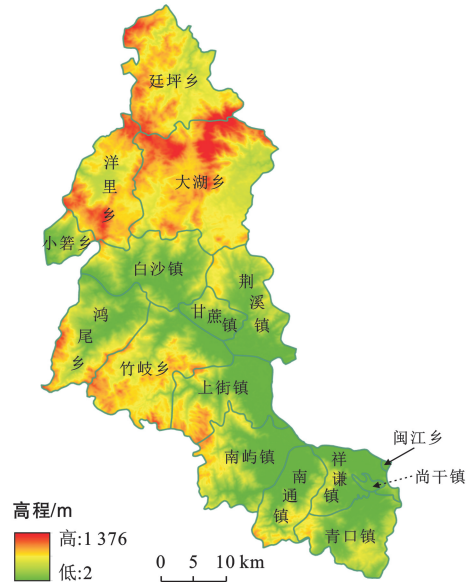 廷坪乡
洋里乡
大湖乡
小箬乡
白沙镇
荆溪镇
甘蔗镇
鸿尾乡
竹岐乡
上街镇
闽江乡
南屿镇
祥谦镇
尚干镇
南通镇
青口镇
高程/m
高:1 376
低:2
0 5 10 km